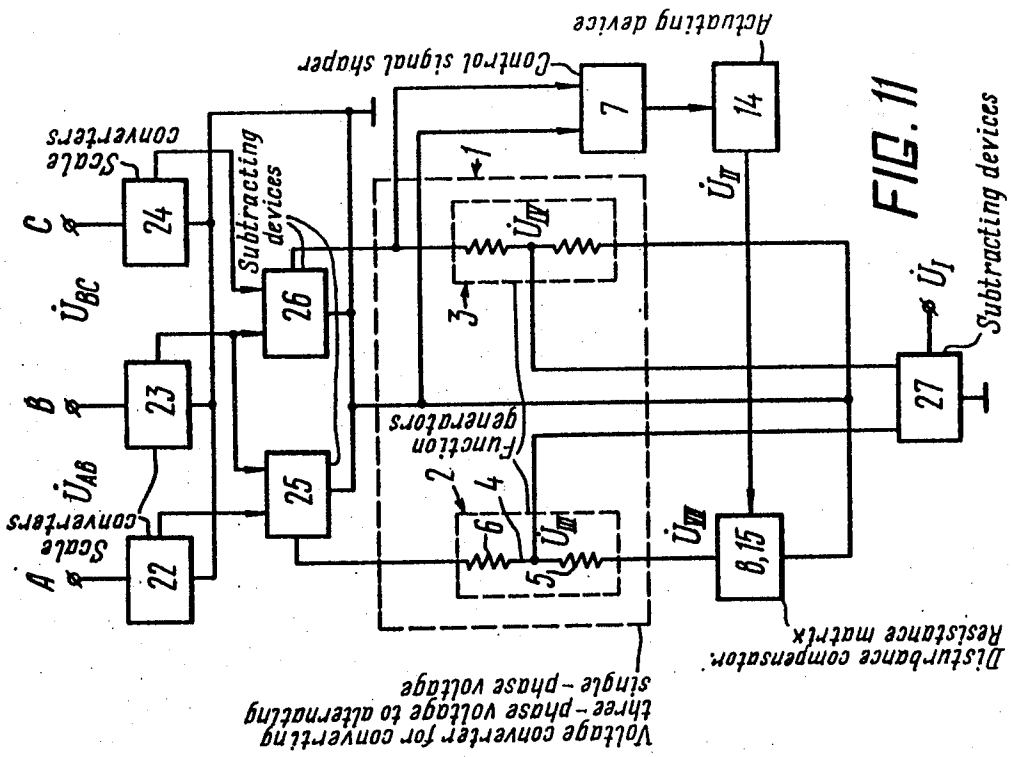 A
B
C
U̇AB
U̇BC
Scale
converters
Scale
converters
22
23
24
25
26
Subtracting
devices
Control signal shaper
7
Actuating device
14
U̇II
1
2
3
4
5
6
U̇III
U̇IV
Function
generators
U̇VII
8,15
27
U̇I
Subtracting devices
Disturbance compensator.
Resistance matrix
Voltage converter for converting
three-phase voltage to alternating
single-phase voltage
FIG. 11